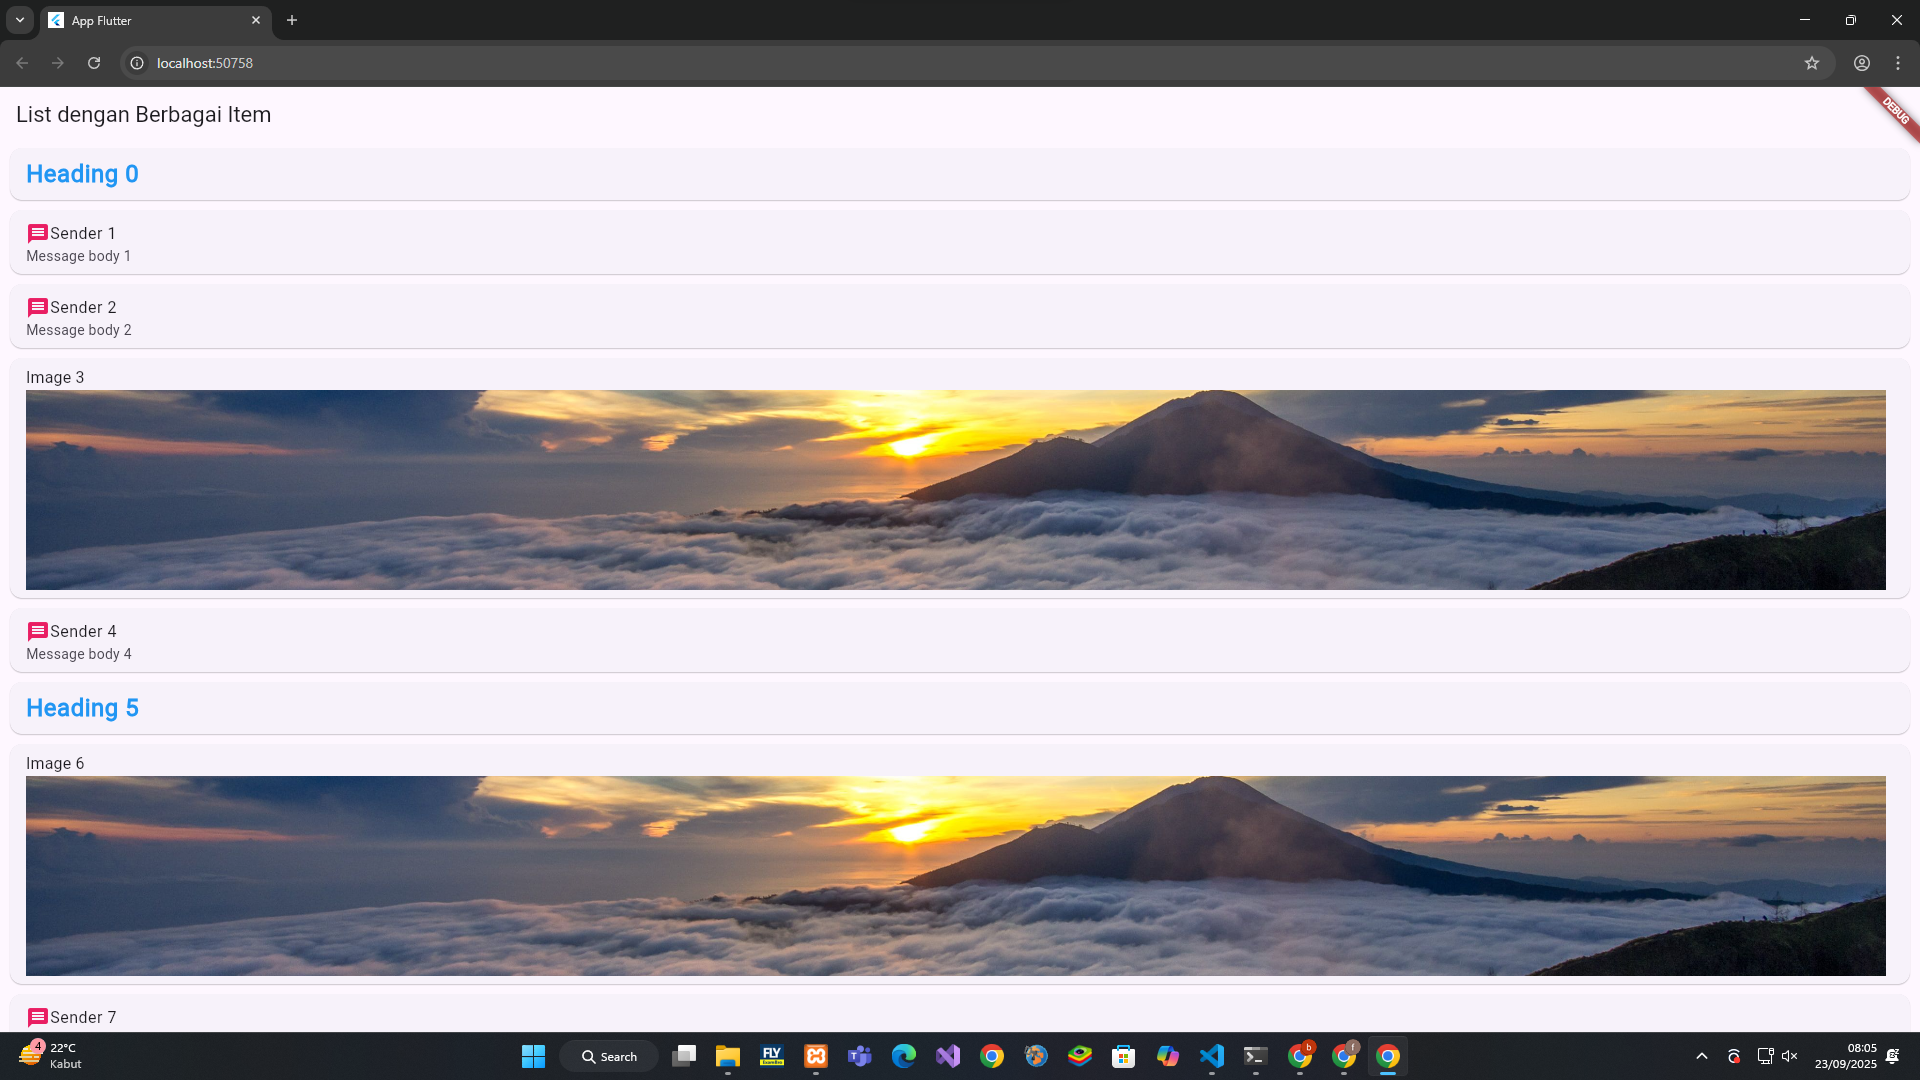 App Flutter
localhost:50758
List dengan Berbagai Item
DEBUG
Heading 0
Sender 1
Message body 1
Sender 2
Message body 2
Image 3
Sender 4
Message body 4
Heading 5
Image 6
Sender 7
4
22°C
Kabut
Search
FLY
b
f
08:05
23/09/2025